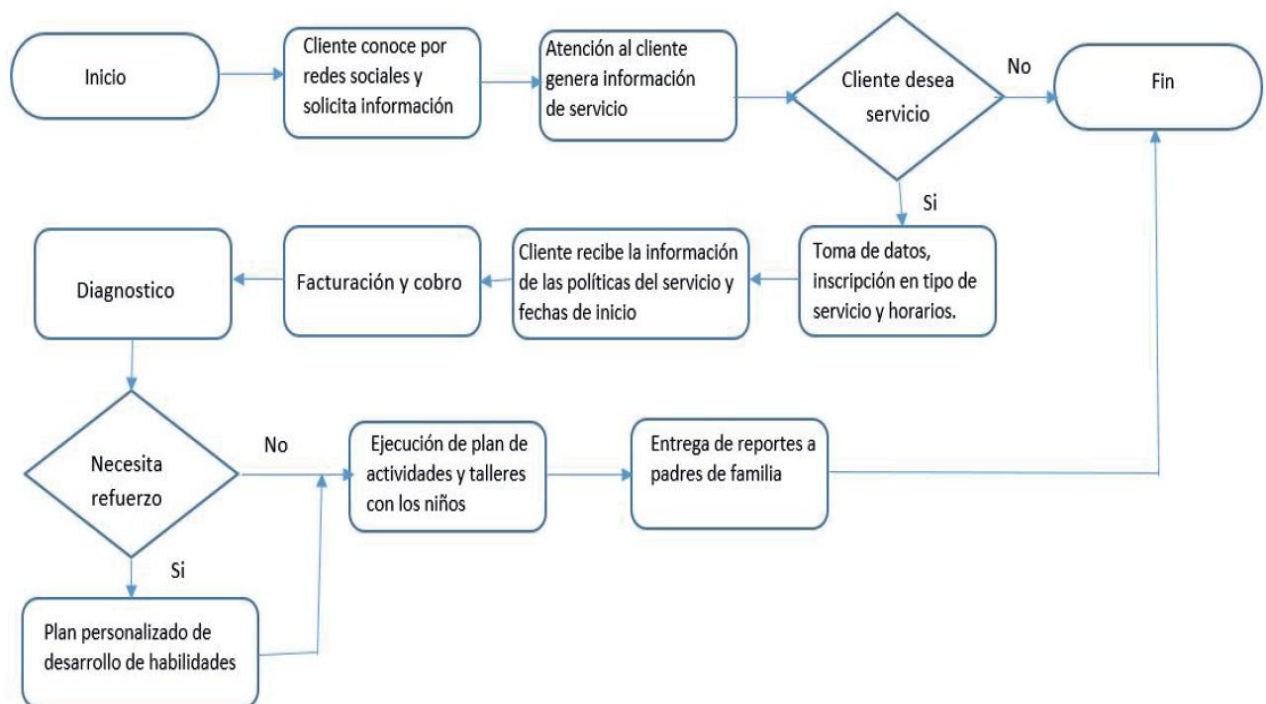 Inicio
Cliente conoce por
redes sociales y
solicita información
Atención al cliente
genera información
de servicio
Cliente desea
servicio
No
Fin
Si
Diagnostico
Facturación y cobro
Cliente recibe la información
de las políticas del servicio y
fechas de inicio
Toma de datos,
inscripción en tipo de
servicio y horarios.
Necesita
refuerzo
No
Ejecución de plan de
actividades y talleres
con los niños
Entrega de reportes a
padres de familia
Si
Plan personalizado de
desarrollo de habilidades